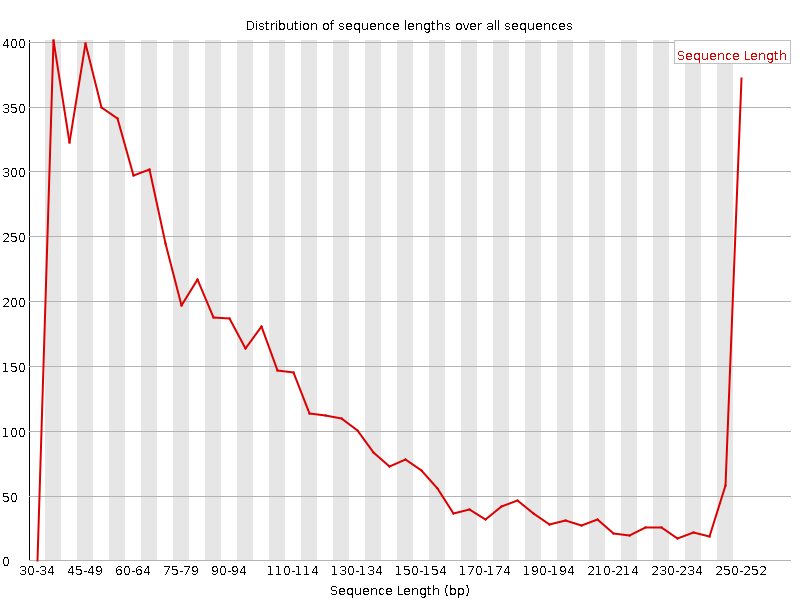 Distribution of sequence lengths over all sequences
Sequence Length
400
350
300
250
200
150
100
50
0
30-34 45-49 60-64 75-79 90-94 110-114 130-134 150-154 170-174 190-194 210-214 230-234 250-252
Sequence Length (bp)